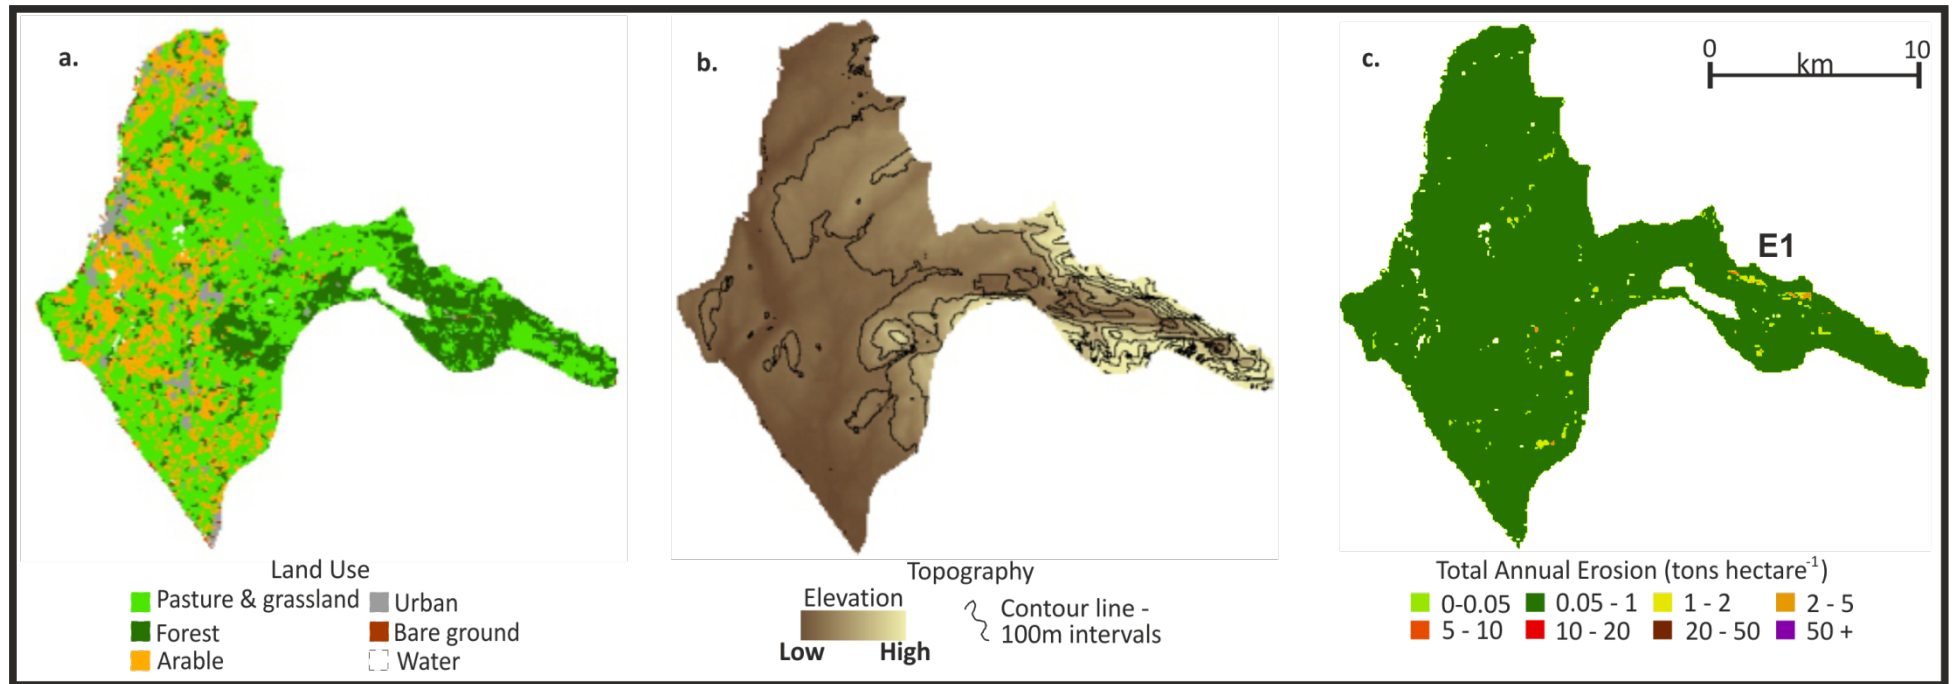 a.
b.
c.
0 10
km
E1
Land Use
Pasture & grassland
Urban
Forest
Bare ground
Arable
Water
Topography
Elevation
Low High
Contour line -
100m intervals
Total Annual Erosion (tons hectare⁻¹)
0-0.05 0.05 - 1 1 - 2 2 - 5
5 - 10 10 - 20 20 - 50 50 +